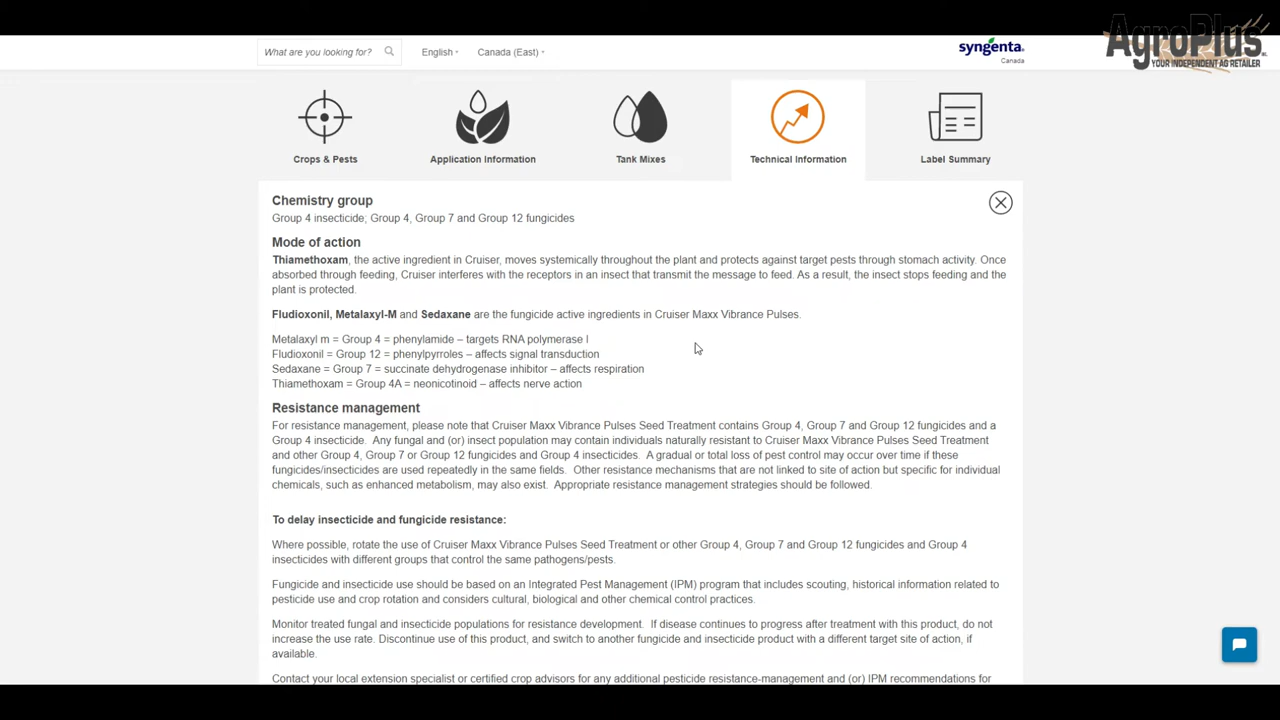 AgroPlus INC.
YOUR INDEPENDENT AG RETAILER
What are you looking for?
English
Canada (East)
syngenta
Canada
Crops & Pests
Application Information
Tank Mixes
Technical Information
Label Summary
Chemistry group
Group 4 insecticide; Group 4, Group 7 and Group 12 fungicides
Mode of action
Thiamethoxam, the active ingredient in Cruiser, moves systemically throughout the plant and protects against target pests through stomach activity. Once
absorbed through feeding, Cruiser interferes with the receptors in an insect that transmit the message to feed. As a result, the insect stops feeding and the
plant is protected.
Fludioxonil, Metalaxyl-M and Sedaxane are the fungicide active ingredients in Cruiser Maxx Vibrance Pulses.
Metalaxyl m = Group 4 = phenylamide – targets RNA polymerase I
Fludioxonil = Group 12 = phenylpyrroles – affects signal transduction
Sedaxane = Group 7 = succinate dehydrogenase inhibitor – affects respiration
Thiamethoxam = Group 4A = neonicotinoid – affects nerve action
Resistance management
For resistance management, please note that Cruiser Maxx Vibrance Pulses Seed Treatment contains Group 4, Group 7 and Group 12 fungicides and a
Group 4 insecticide. Any fungal and (or) insect population may contain individuals naturally resistant to Cruiser Maxx Vibrance Pulses Seed Treatment
and other Group 4, Group 7 or Group 12 fungicides and Group 4 insecticides. A gradual or total loss of pest control may occur over time if these
fungicides/insecticides are used repeatedly in the same fields. Other resistance mechanisms that are not linked to site of action but specific for individual
chemicals, such as enhanced metabolism, may also exist. Appropriate resistance management strategies should be followed.
To delay insecticide and fungicide resistance:
Where possible, rotate the use of Cruiser Maxx Vibrance Pulses Seed Treatment or other Group 4, Group 7 and Group 12 fungicides and Group 4
insecticides with different groups that control the same pathogens/pests.
Fungicide and insecticide use should be based on an Integrated Pest Management (IPM) program that includes scouting, historical information related to
pesticide use and crop rotation and considers cultural, biological and other chemical control practices.
Monitor treated fungal and insecticide populations for resistance development. If disease continues to progress after treatment with this product, do not
increase the use rate. Discontinue use of this product, and switch to another fungicide and insecticide product with a different target site of action, if
available.
Contact your local extension specialist or certified crop advisors for any additional pesticide resistance-management and (or) IPM recommendations for